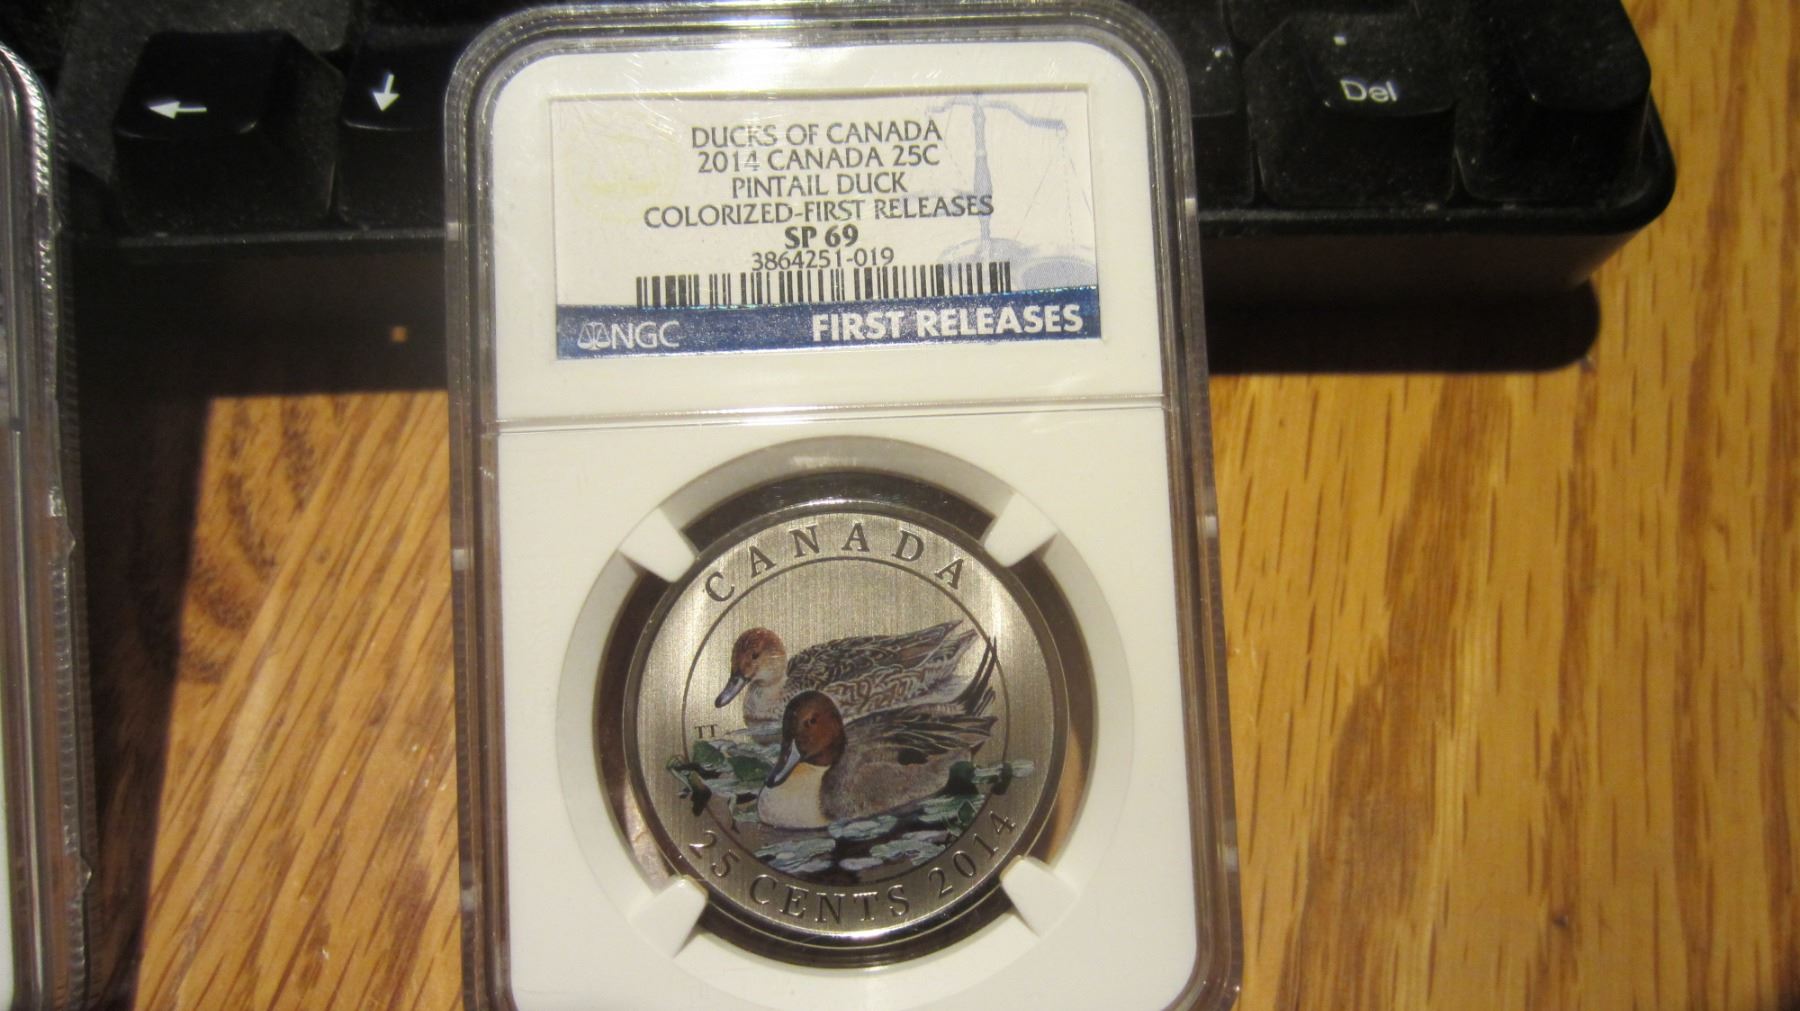 Del
DUCKS OF CANADA
2014 CANADA 25C
PINTAIL DUCK
COLORIZED-FIRST RELEASES
SP 69
3864251-019
NGC FIRST RELEASES
CANADA
TT
25 CENTS 2014